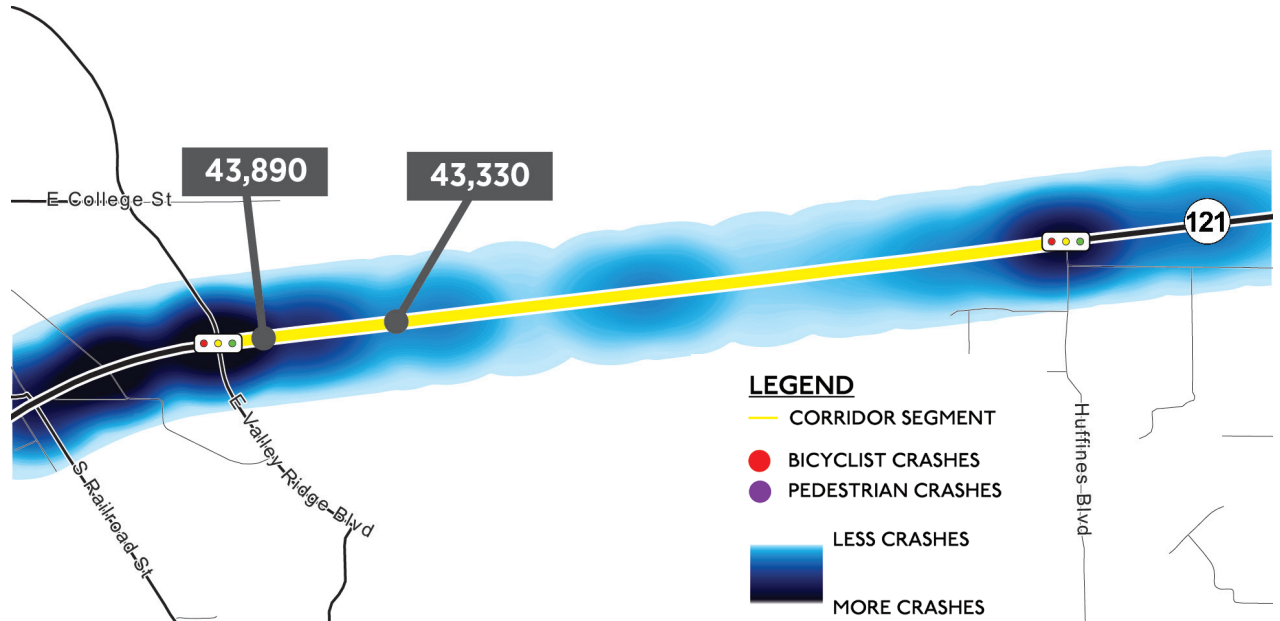 43,890
43,330
E College St
121
E Valley Ridge Blvd
S Railroad St
Huffines Blvd
LEGEND
CORRIDOR SEGMENT
BICYCLIST CRASHES
PEDESTRIAN CRASHES
LESS CRASHES
MORE CRASHES